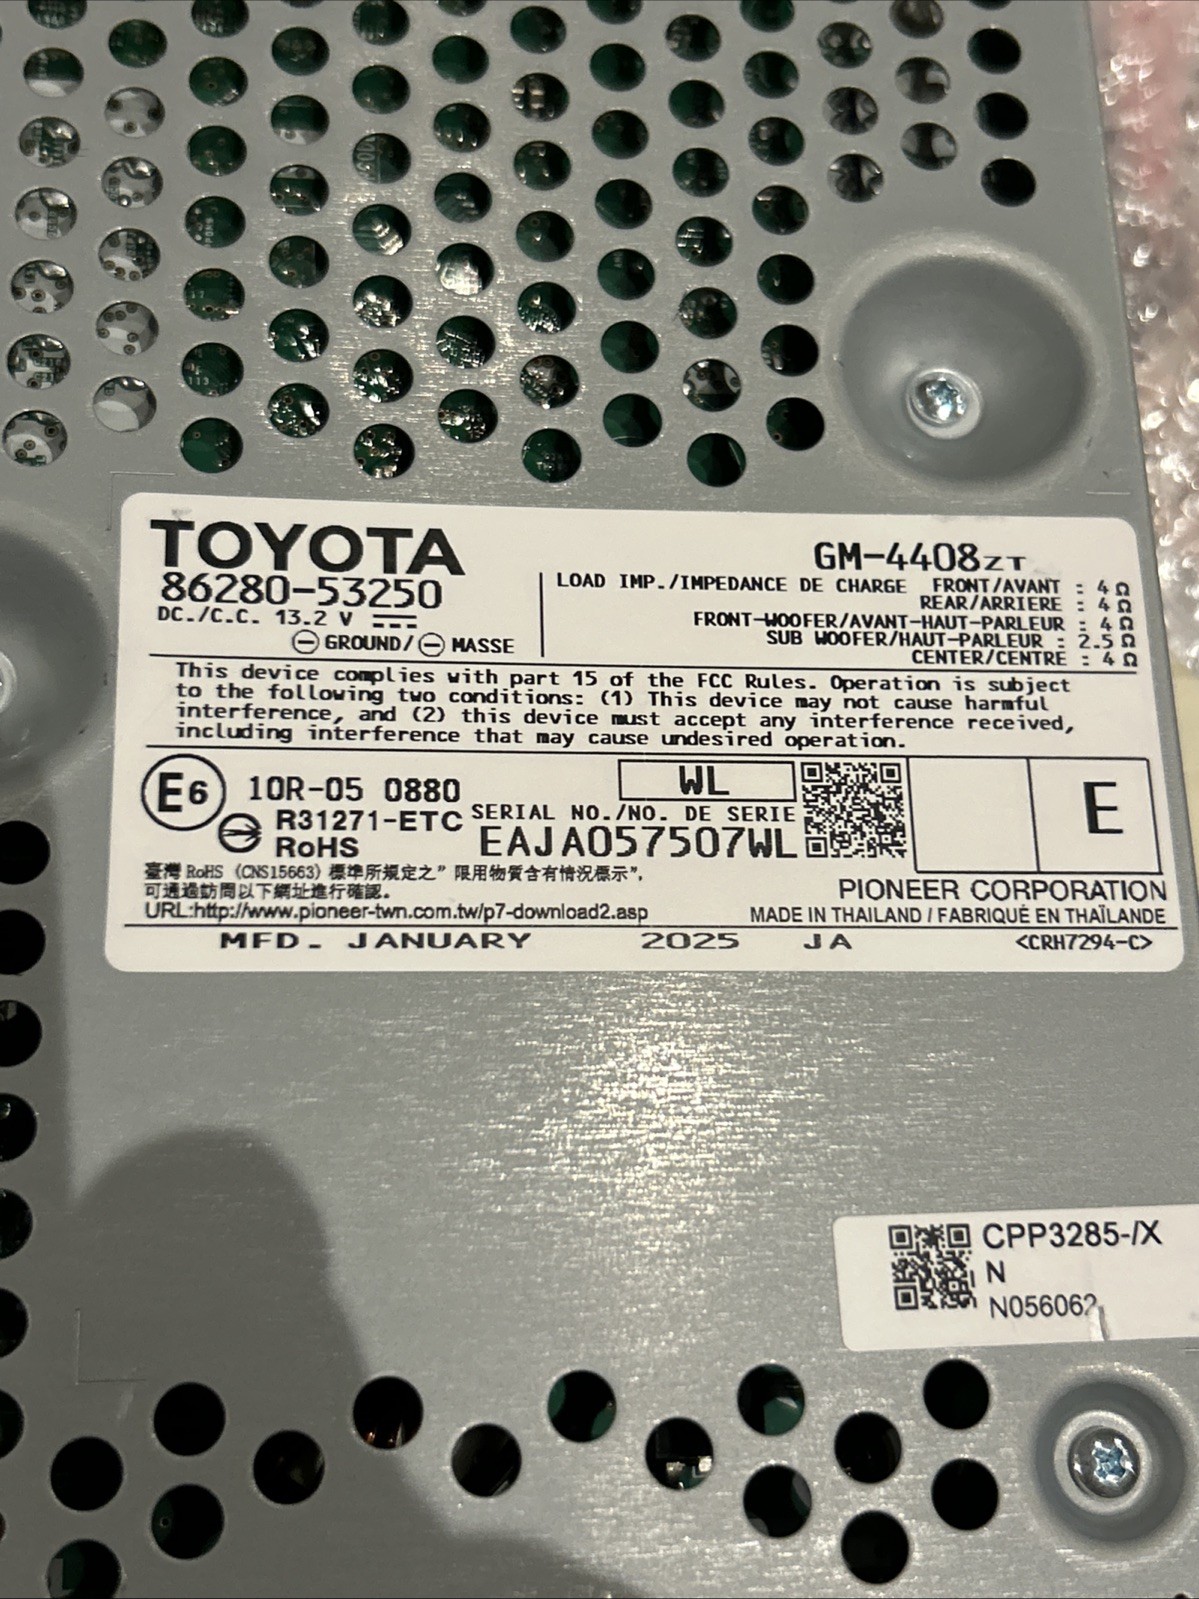 TOYOTA
86280-53250
DC./C.C. 13.2 V
GROUND/ MASSE
GM-4408ZT
LOAD IMP./IMPEDANCE DE CHARGE FRONT/AVANT : 4Ω
REAR/ARRIERE : 4Ω
FRONT-WOOFER/AVANT-HAUT-PARLEUR : 4Ω
SUB WOOFER/HAUT-PARLEUR : 2.5Ω
CENTER/CENTRE : 4Ω
This device complies with part 15 of the FCC Rules. Operation is subject
to the following two conditions: (1) This device may not cause harmful
interference, and (2) this device must accept any interference received,
including interference that may cause undesired operation.
E6 10R-05 0880
R31271-ETC
RoHS
WL
SERIAL NO./NO. DE SERIE
EAJA057507WL
E
臺灣 RoHS (CNS15663) 標準所規定之"限用物質含有情況標示",
可通過訪問以下網址進行確認.
URL:http://www.pioneer-twn.com.tw/p7-download2.asp
PIONEER CORPORATION
MADE IN THAILAND / FABRIQUÉ EN THAÏLANDE
MFD. JANUARY 2025 JA <CRH7294-C>
CPP3285-/X
N
N056062